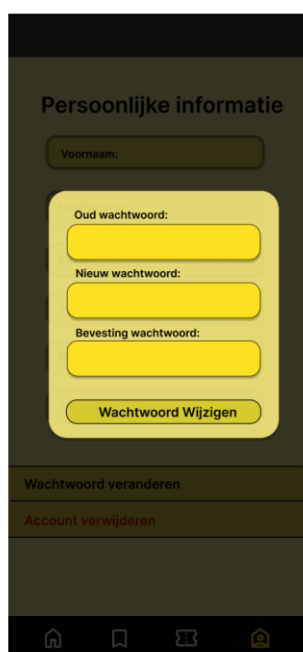 Persoonlijke informatie
Voornaam:
Oud wachtwoord:
Nieuw wachtwoord:
Bevesting wachtwoord:
Wachtwoord Wijzigen
Wachtwoord veranderen
Account verwijderen